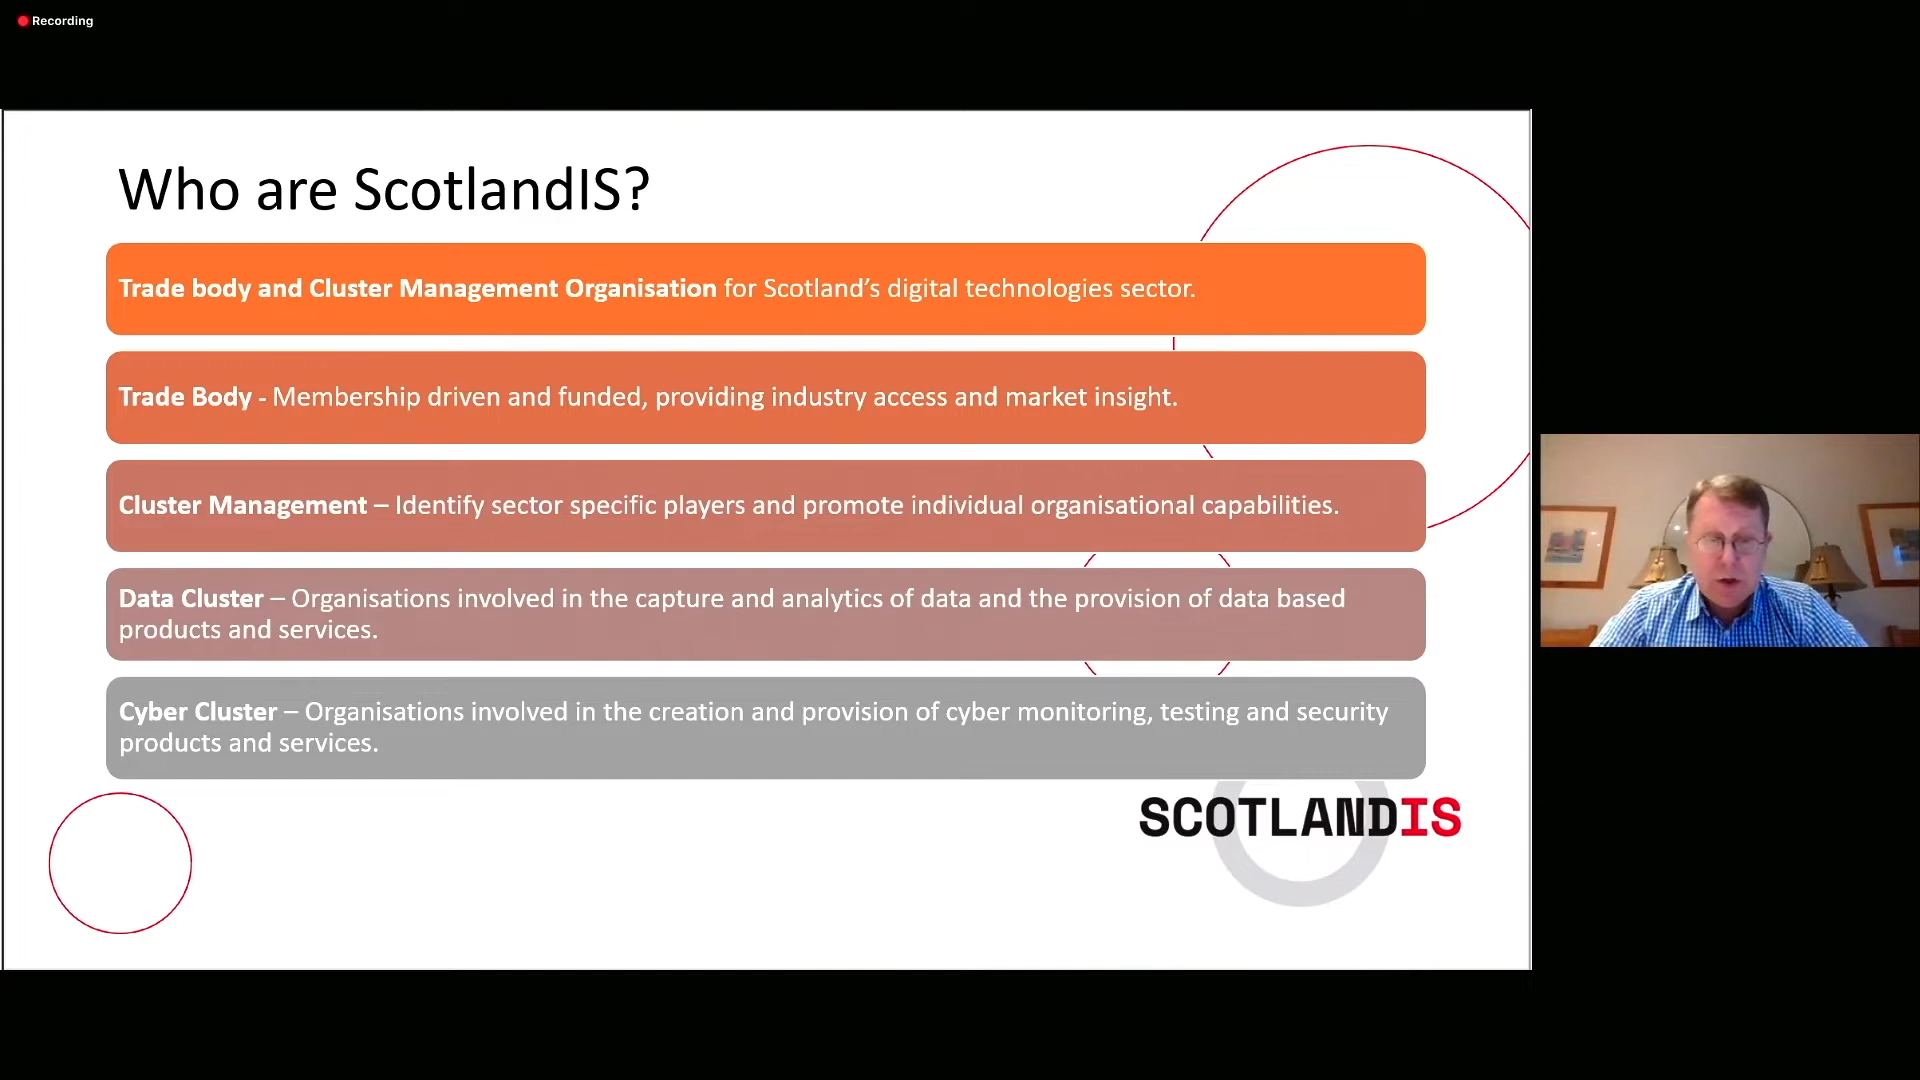 Recording
Who are ScotlandIS?
Trade body and Cluster Management Organisation for Scotland’s digital technologies sector.
Trade Body - Membership driven and funded, providing industry access and market insight.
Cluster Management – Identify sector specific players and promote individual organisational capabilities.
Data Cluster – Organisations involved in the capture and analytics of data and the provision of data based
products and services.
Cyber Cluster – Organisations involved in the creation and provision of cyber monitoring, testing and security
products and services.
SCOTLANDIS